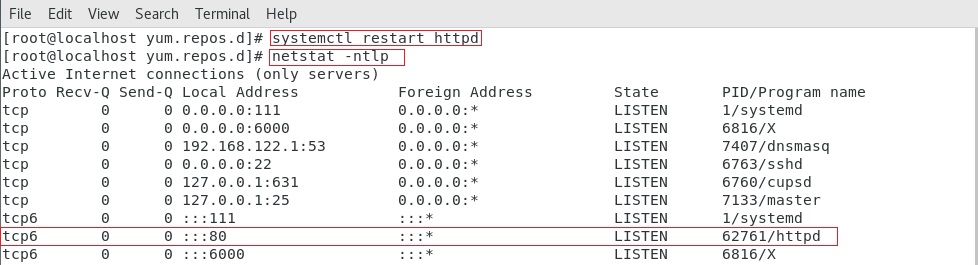 File Edit View Search Terminal Help
[root@localhost yum.repos.d]# systemctl restart httpd
[root@localhost yum.repos.d]# netstat -ntlp
Active Internet connections (only servers)
Proto Recv-Q Send-Q Local Address Foreign Address State PID/Program name
tcp 0 0 0.0.0.0:111 0.0.0.0:* LISTEN 1/systemd
tcp 0 0 0.0.0.0:6000 0.0.0.0:* LISTEN 6816/X
tcp 0 0 192.168.122.1:53 0.0.0.0:* LISTEN 7407/dnsmasq
tcp 0 0 0.0.0.0:22 0.0.0.0:* LISTEN 6763/sshd
tcp 0 0 127.0.0.1:631 0.0.0.0:* LISTEN 6760/cupsd
tcp 0 0 127.0.0.1:25 0.0.0.0:* LISTEN 7133/master
tcp6 0 0 :::111 :::* LISTEN 1/systemd
tcp6 0 0 :::80 :::* LISTEN 62761/httpd
tcp6 0 0 :::6000 :::* LISTEN 6816/X